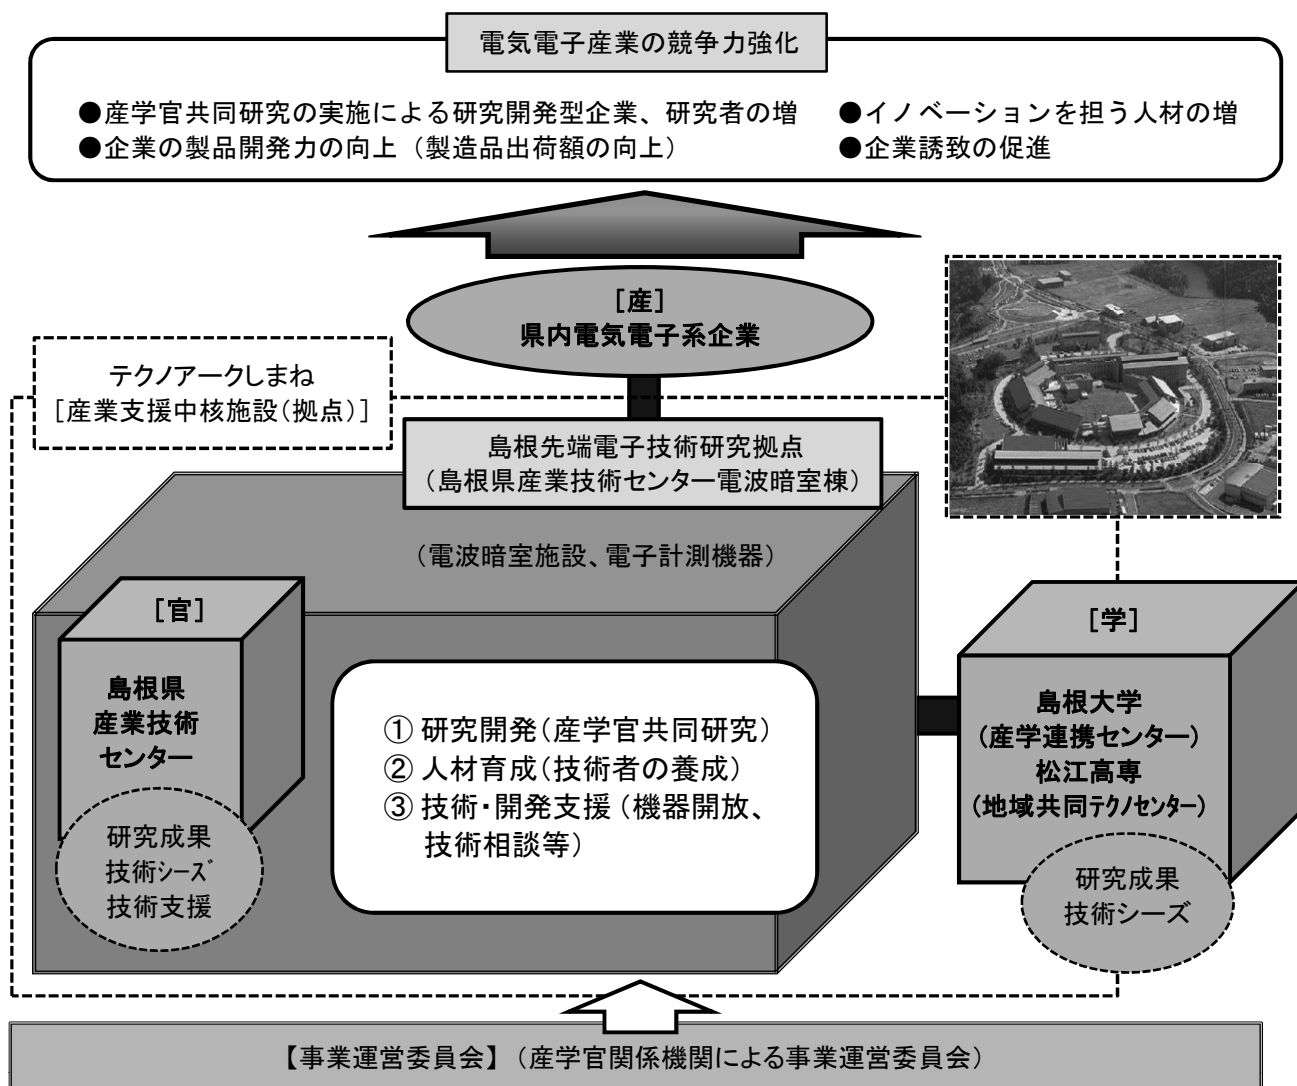 電気電子産業の競争力強化
●産学官共同研究の実施による研究開発型企業、研究者の増
●イノベーションを担う人材の増
●企業の製品開発力の向上（製造品出荷額の向上）
●企業誘致の促進
[産]
県内電気電子系企業
テクノアークしまね
[産業支援中核施設(拠点)]
島根先端電子技術研究拠点
(島根県産業技術センター電波暗室棟)
(電波暗室施設、電子計測機器)
[官]
島根県
産業技術
センター
研究成果
技術シーズ
技術支援
① 研究開発(産学官共同研究)
② 人材育成(技術者の養成)
③ 技術・開発支援(機器開放、
技術相談等)
[学]
島根大学
(産学連携センター)
松江高専
(地域共同テクノセンター)
研究成果
技術シーズ
【事業運営委員会】(産学官関係機関による事業運営委員会)